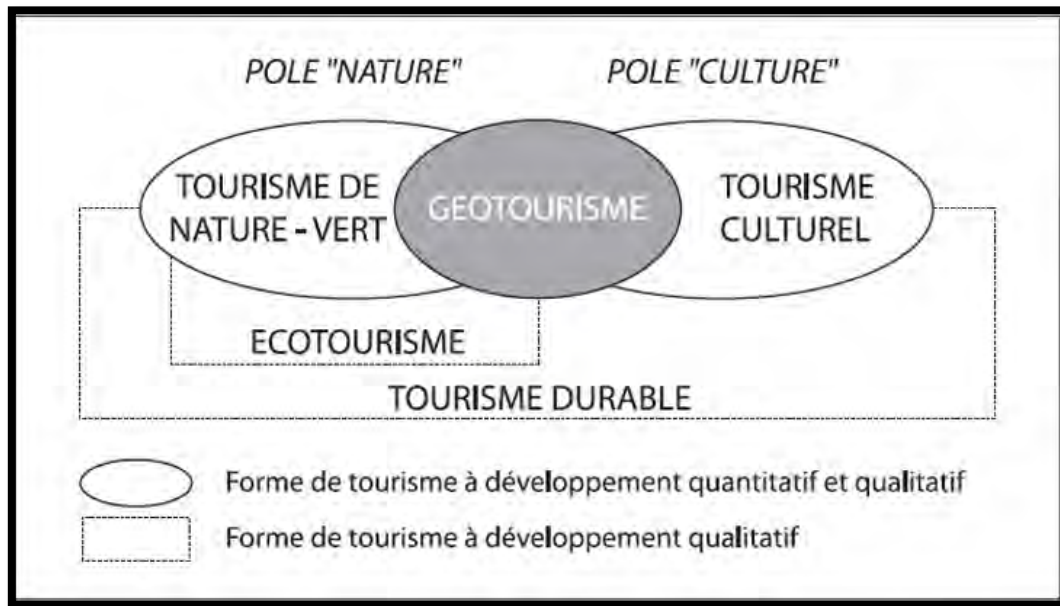 POLE "NATURE" POLE "CULTURE"
TOURISME DE
NATURE - VERT
GEOTOURISME
TOURISME
CULTUREL
ECOTOURISME
TOURISME DURABLE
Forme de tourisme à développement quantitatif et qualitatif
Forme de tourisme à développement qualitatif